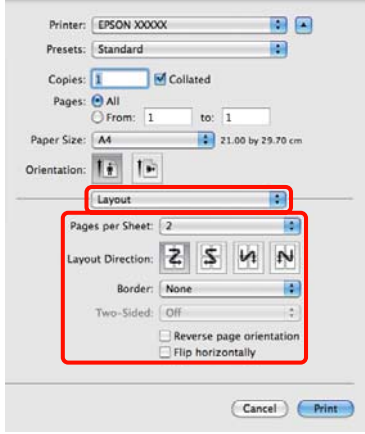 Printer: EPSON XXXXX
Presets: Standard
Copies: 1 Collated
Pages: All
From: 1 to: 1
Paper Size: A4 21.00 by 29.70 cm
Orientation:
Layout
Pages per Sheet: 2
Layout Direction:
Border: None
Two-Sided: Off
Reverse page orientation
Flip horizontally
Cancel Print